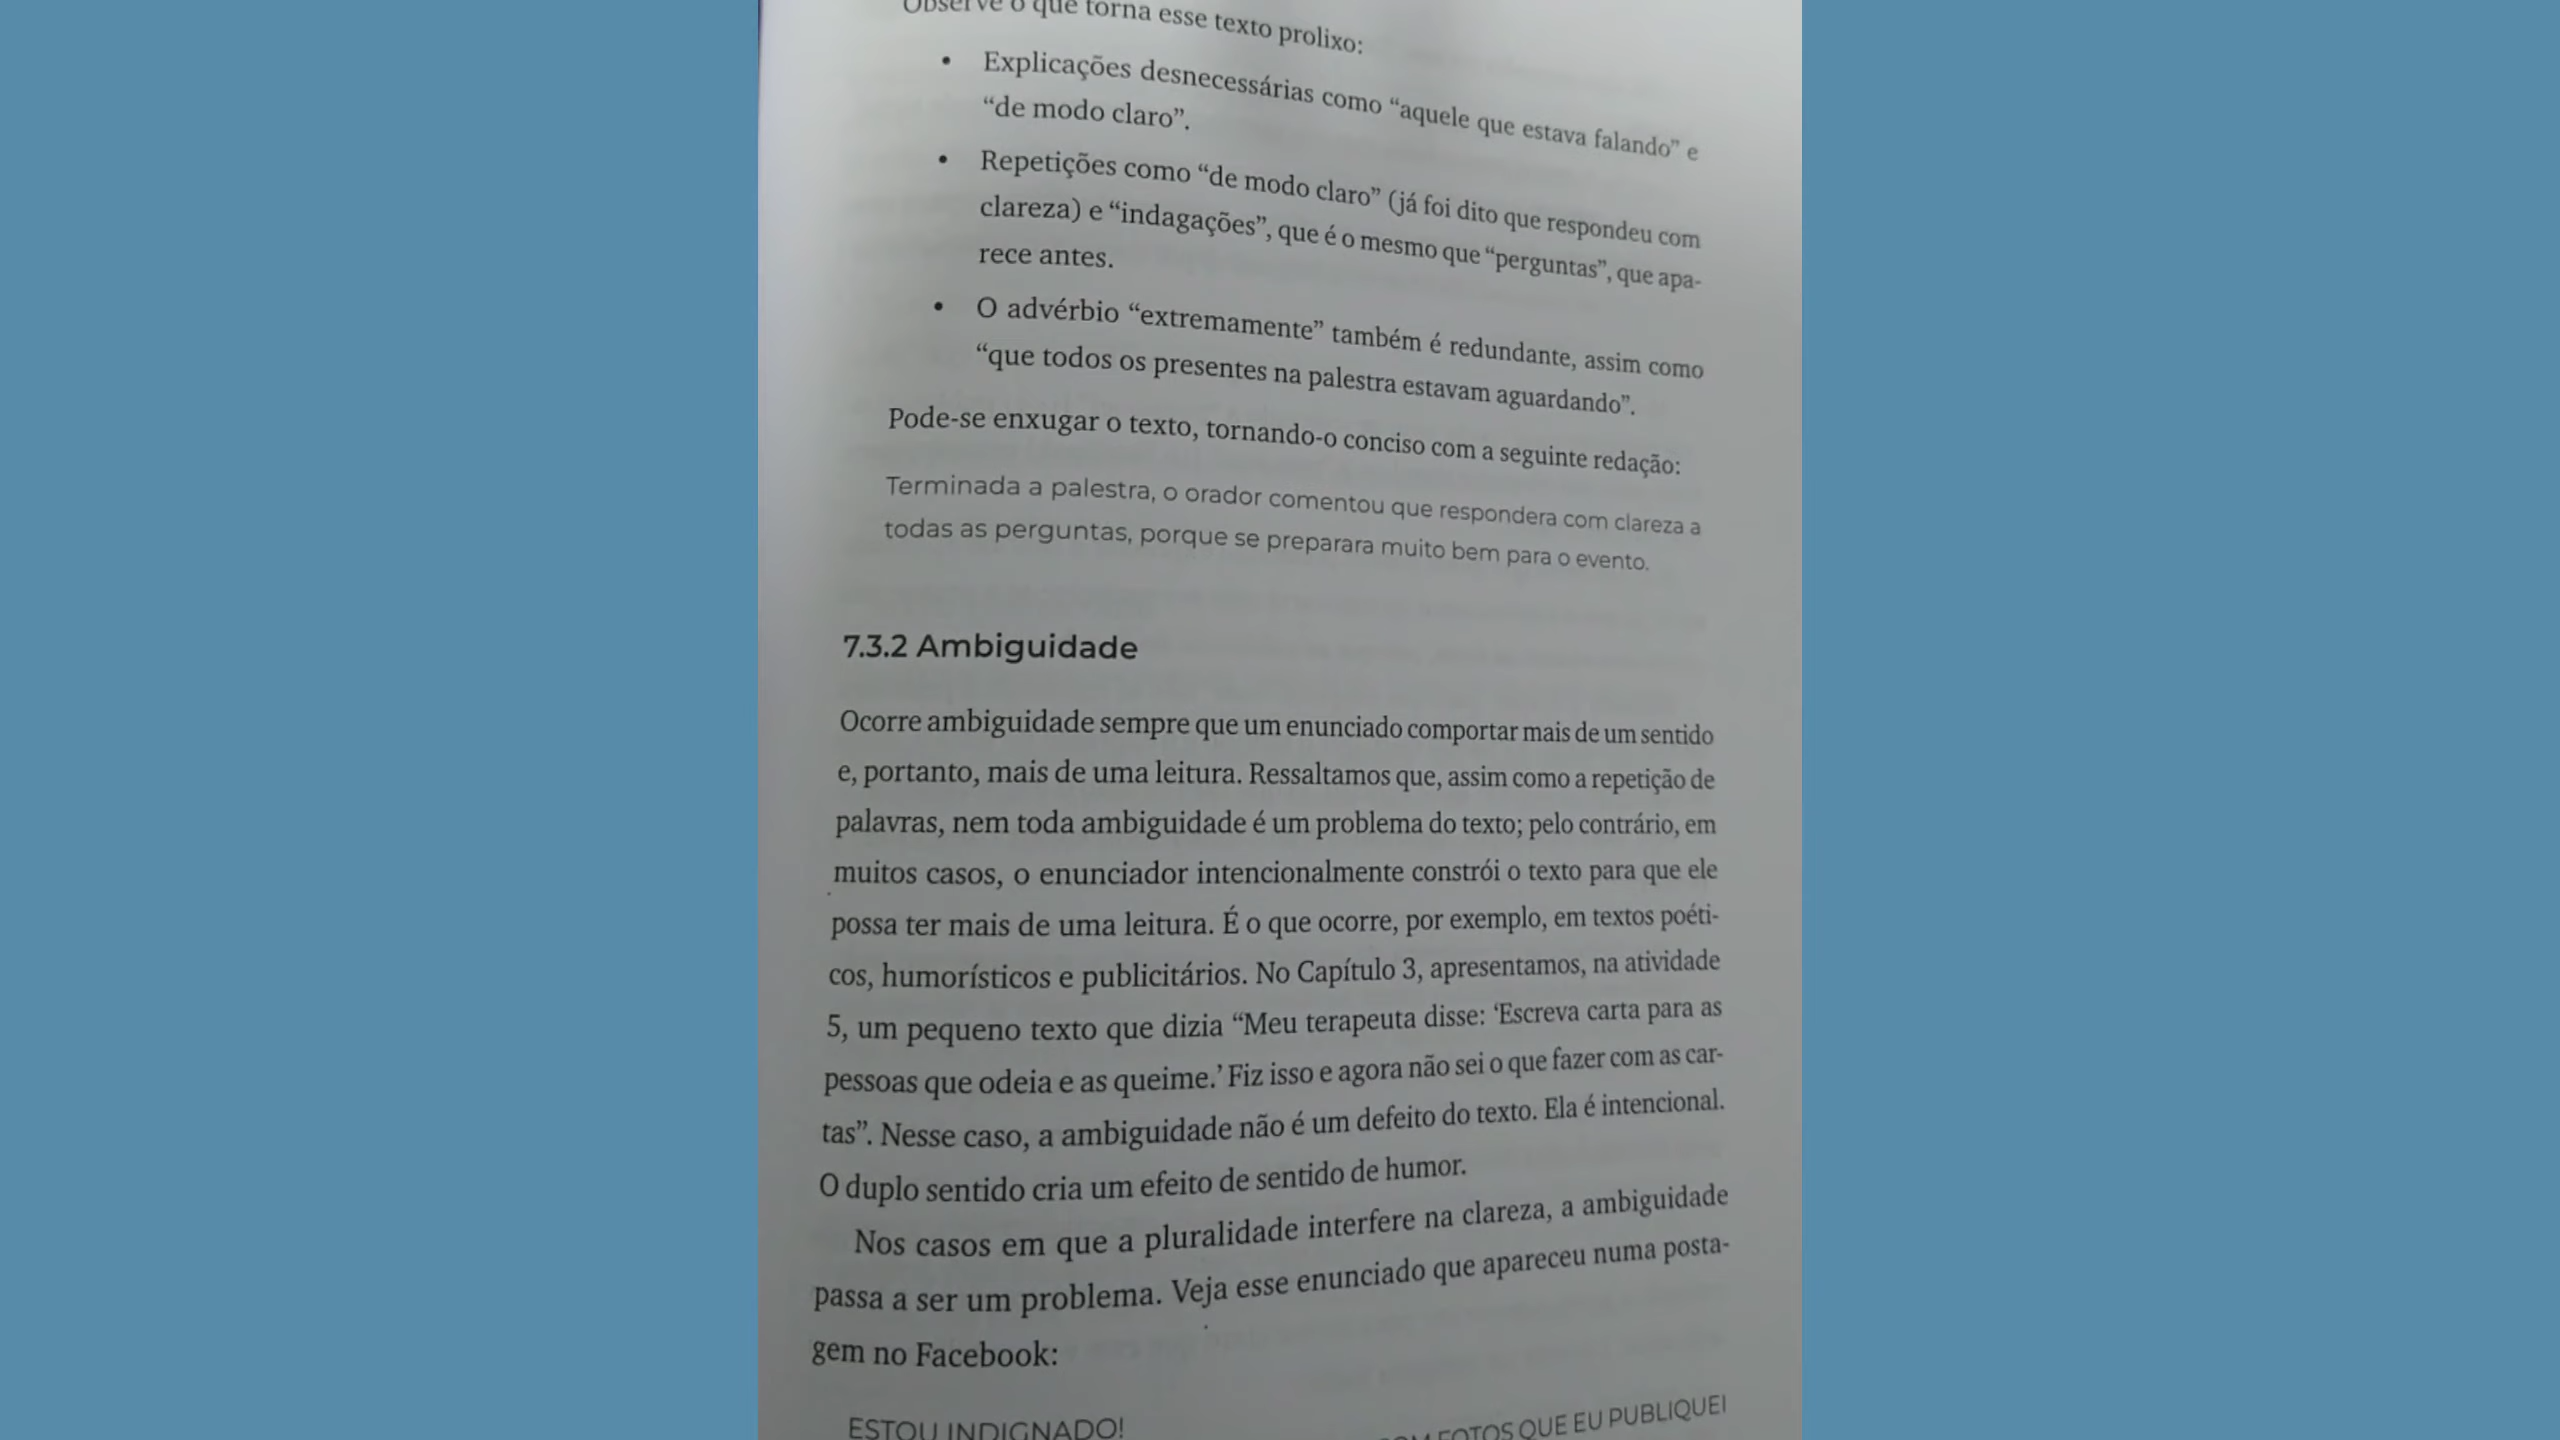 Observe o que torna esse texto prolixo:
• Explicações desnecessárias como “aquele que estava falando” e
“de modo claro”.
• Repetições como “de modo claro” (já foi dito que respondeu com
clareza) e “indagações”, que é o mesmo que “perguntas”, que apa-
rece antes.
• O advérbio “extremamente” também é redundante, assim como
“que todos os presentes na palestra estavam aguardando”.
Pode-se enxugar o texto, tornando-o conciso com a seguinte redação:
Terminada a palestra, o orador comentou que respondera com clareza a
todas as perguntas, porque se preparara muito bem para o evento.
7.3.2 Ambiguidade
Ocorre ambiguidade sempre que um enunciado comportar mais de um sentido
e, portanto, mais de uma leitura. Ressaltamos que, assim como a repetição de
palavras, nem toda ambiguidade é um problema do texto; pelo contrário, em
muitos casos, o enunciador intencionalmente constrói o texto para que ele
possa ter mais de uma leitura. É o que ocorre, por exemplo, em textos poéti-
cos, humorísticos e publicitários. No Capítulo 3, apresentamos, na atividade
5, um pequeno texto que dizia “Meu terapeuta disse: ‘Escreva carta para as
pessoas que odeia e as queime.’ Fiz isso e agora não sei o que fazer com as car-
tas”. Nesse caso, a ambiguidade não é um defeito do texto. Ela é intencional.
O duplo sentido cria um efeito de sentido de humor.
Nos casos em que a pluralidade interfere na clareza, a ambiguidade
passa a ser um problema. Veja esse enunciado que apareceu numa posta-
gem no Facebook:
ESTOU INDIGNADO!
FOTOS QUE EU PUBLIQUEI